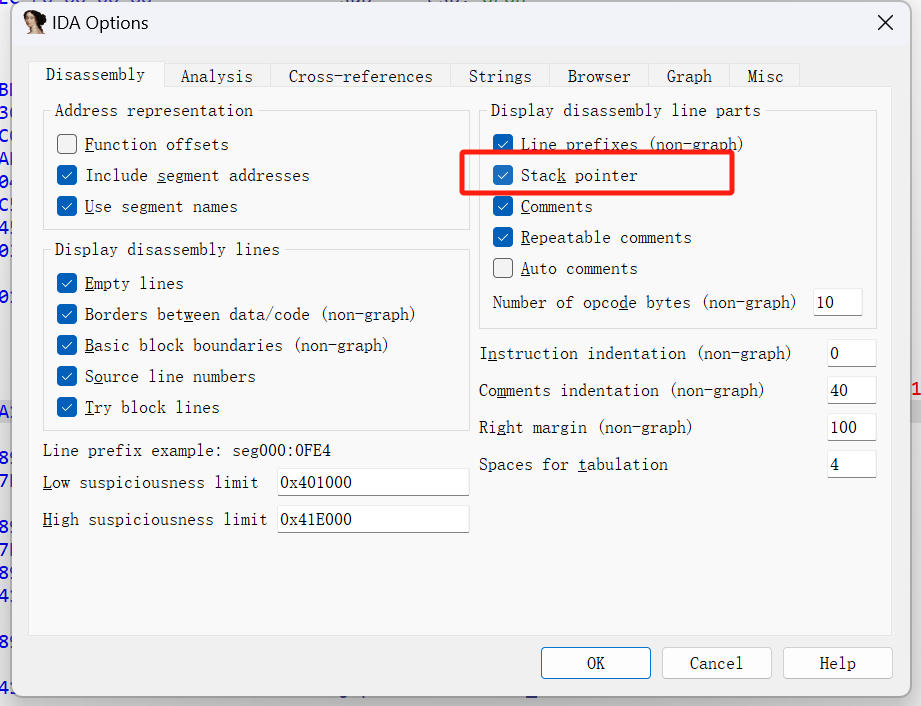 IDA Options
Disassembly Analysis Cross-references Strings Browser Graph Misc
Address representation
Function offsets
Include segment addresses
Use segment names
Display disassembly lines
Empty lines
Borders between data/code (non-graph)
Basic block boundaries (non-graph)
Source line numbers
Try block lines
Line prefix example: seg000:0FE4
Low suspiciousness limit 0x401000
High suspiciousness limit 0x41E000
Display disassembly line parts
Line prefixes (non-graph)
Stack pointer
Comments
Repeatable comments
Auto comments
Number of opcode bytes (non-graph) 10
Instruction indentation (non-graph) 0
Comments indentation (non-graph) 40
Right margin (non-graph) 100
Spaces for tabulation 4
OK Cancel Help